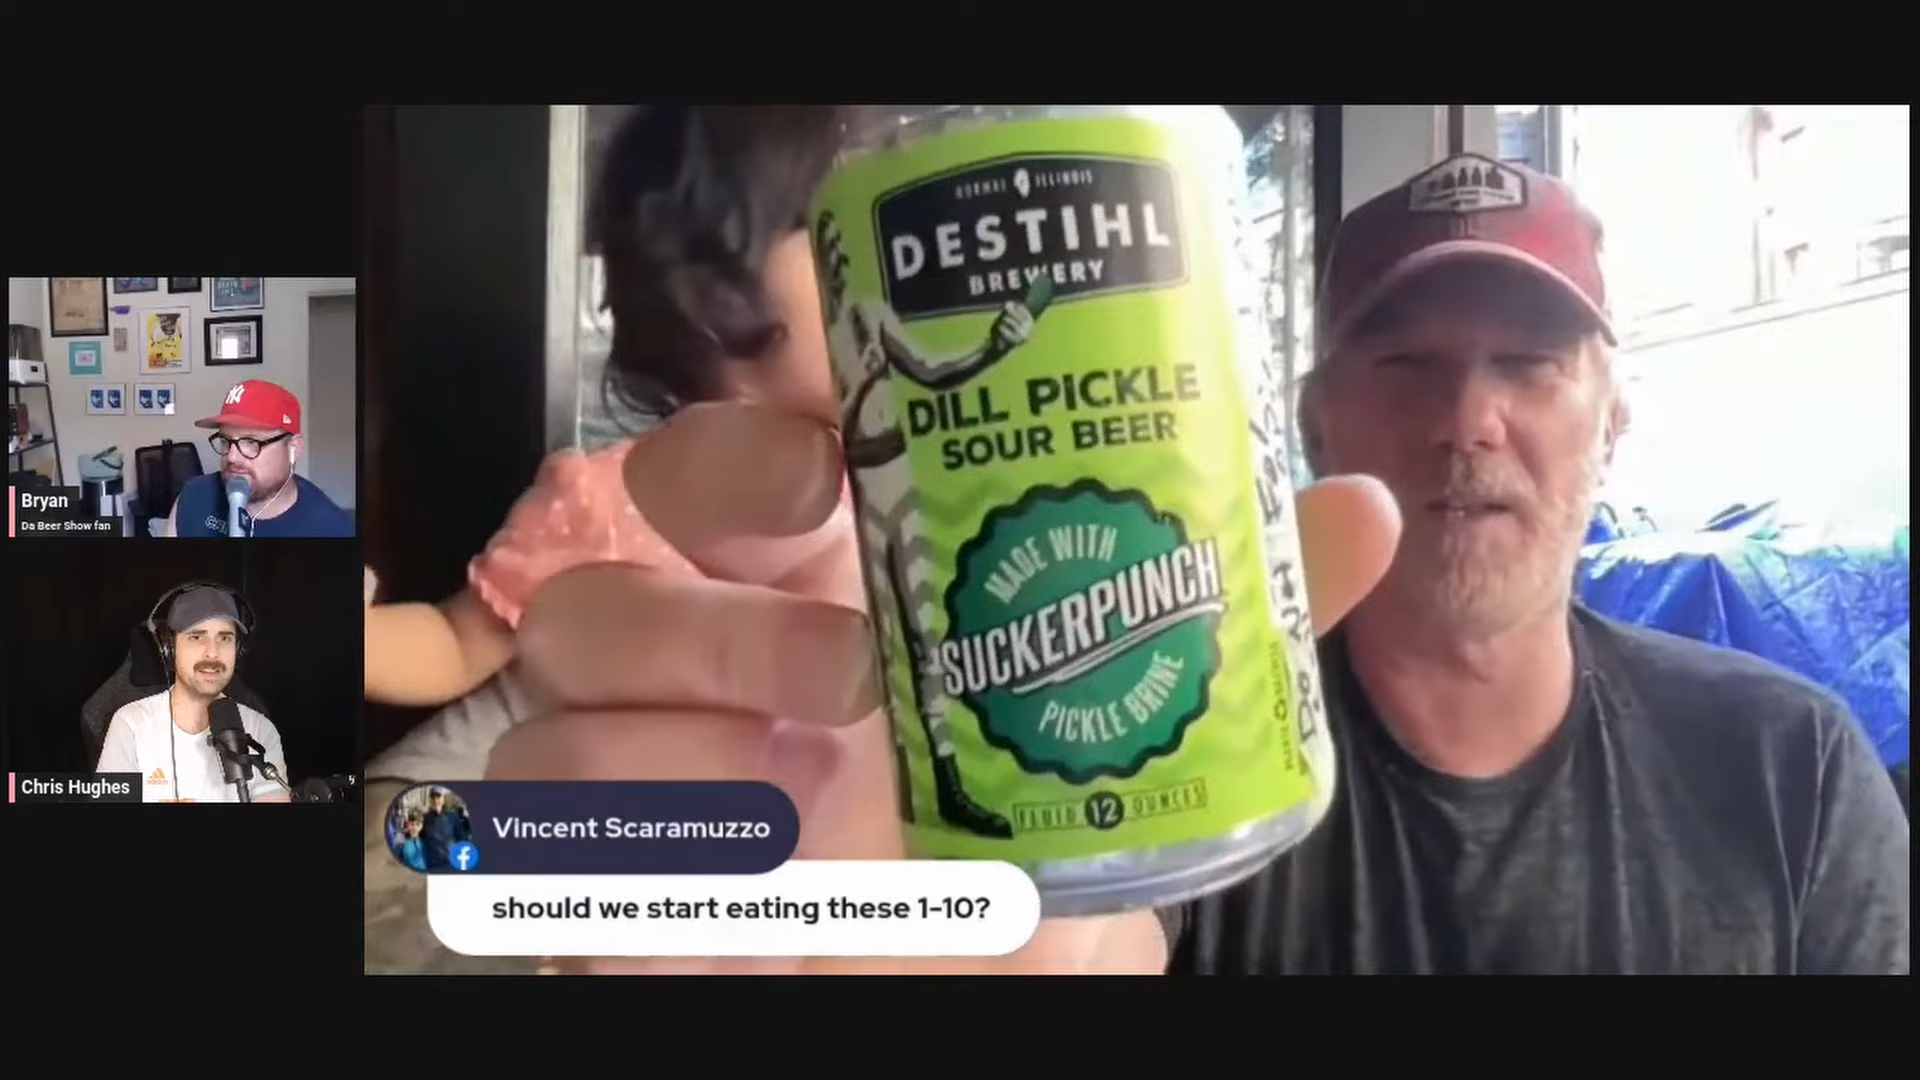 Bryan
Da Beer Show fan
Chris Hughes
adidas
NORMAL ILLINOIS
DESTIHL
BREWERY
DILL PICKLE
SOUR BEER
MADE WITH
SUCKERPUNCH
PICKLE BRINE
FLUID 12 OUNCES
Vincent Scaramuzzo
should we start eating these 1-10?